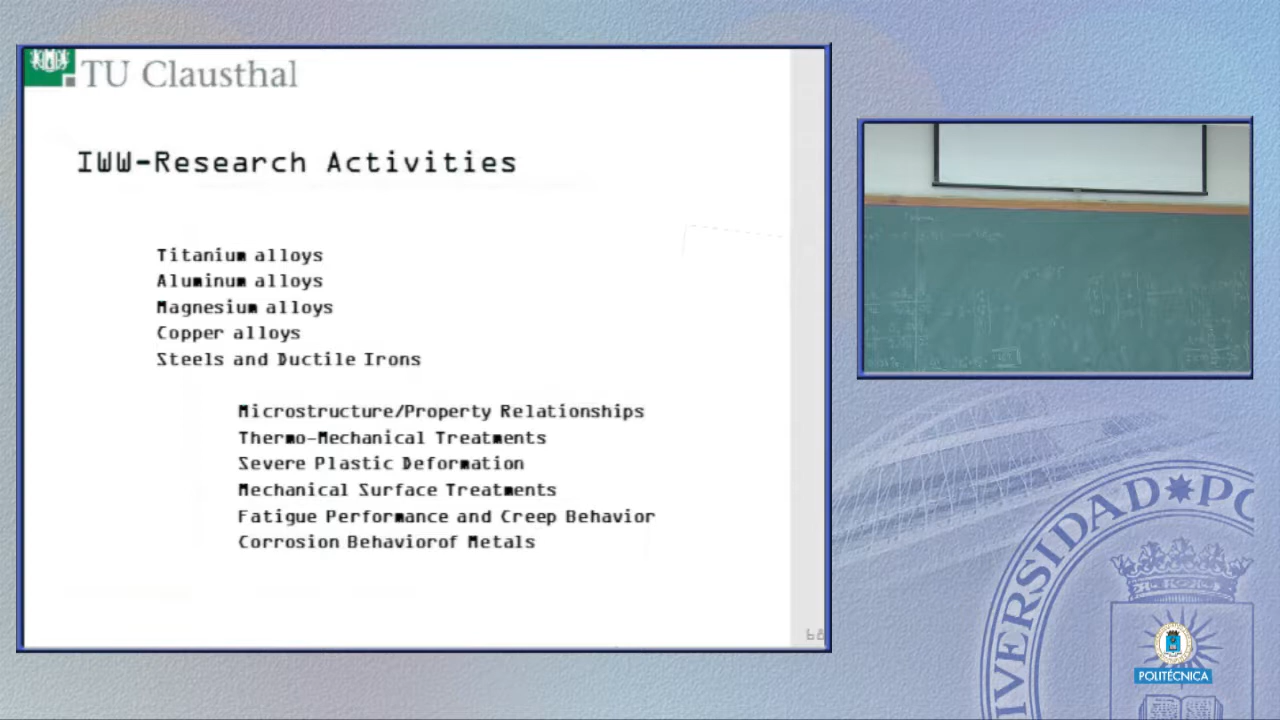 TU Clausthal
IWW-Research Activities
Titanium alloys
Aluminum alloys
Magnesium alloys
Copper alloys
Steels and Ductile Irons
Microstructure/Property Relationships
Thermo-Mechanical Treatments
Severe Plastic Deformation
Mechanical Surface Treatments
Fatigue Performance and Creep Behavior
Corrosion Behaviorof Metals
UNIVERSIDAD PO
POLITÉCNICA